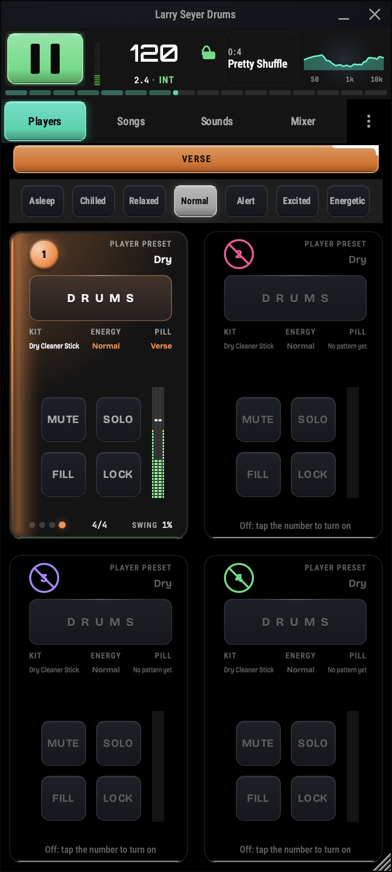 Larry Seyer Drums
120
2.4 · INT
0:4
Pretty Shuffle
50 1k 10k
Players Songs Sounds Mixer
VERSE
Asleep Chilled Relaxed Normal Alert Excited Energetic
1
PLAYER PRESET
Dry
DRUMS
KIT ENERGY PILL
Dry Cleaner Stick Normal Verse
MUTE SOLO
--
FILL LOCK
4/4 SWING 1%
2
PLAYER PRESET
Dry
DRUMS
KIT ENERGY PILL
Dry Cleaner Stick Normal No pattern yet
MUTE SOLO
FILL LOCK
Off: tap the number to turn on
3
PLAYER PRESET
Dry
DRUMS
KIT ENERGY PILL
Dry Cleaner Stick Normal No pattern yet
MUTE SOLO
FILL LOCK
Off: tap the number to turn on
4
PLAYER PRESET
Dry
DRUMS
KIT ENERGY PILL
Dry Cleaner Stick Normal No pattern yet
MUTE SOLO
FILL LOCK
Off: tap the number to turn on